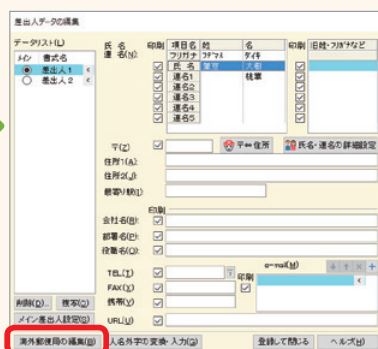 差出人データの編集
データリスト(L)
メイン 書式名
差出人1 <
差出人2 <
氏 名
連 名(N):
印刷 項目名 姓 名 印刷 旧姓・フリガナなど
フリガナ フデマメ ダイキ
氏 名 筆豆 大樹
連名1 桃葉
連名2
連名3
連名4
連名5
〒(Z) 〒⇔住所 氏名・連名の詳細設定
住所1(A):
住所2(J):
最寄り駅(I):
印刷
会社名(R):
部署名(P):
役職名(O):
TEL(T) 〒 印刷 e-mail(M) ↓ ↑ × +
FAX(X)
携帯(Y)
URL(U)
削除(D).. 複写(C)
メイン差出人設定(S)
海外郵便局の編集(B) 人名外字の変換・入力(G) 登録して閉じる ヘルプ(H)